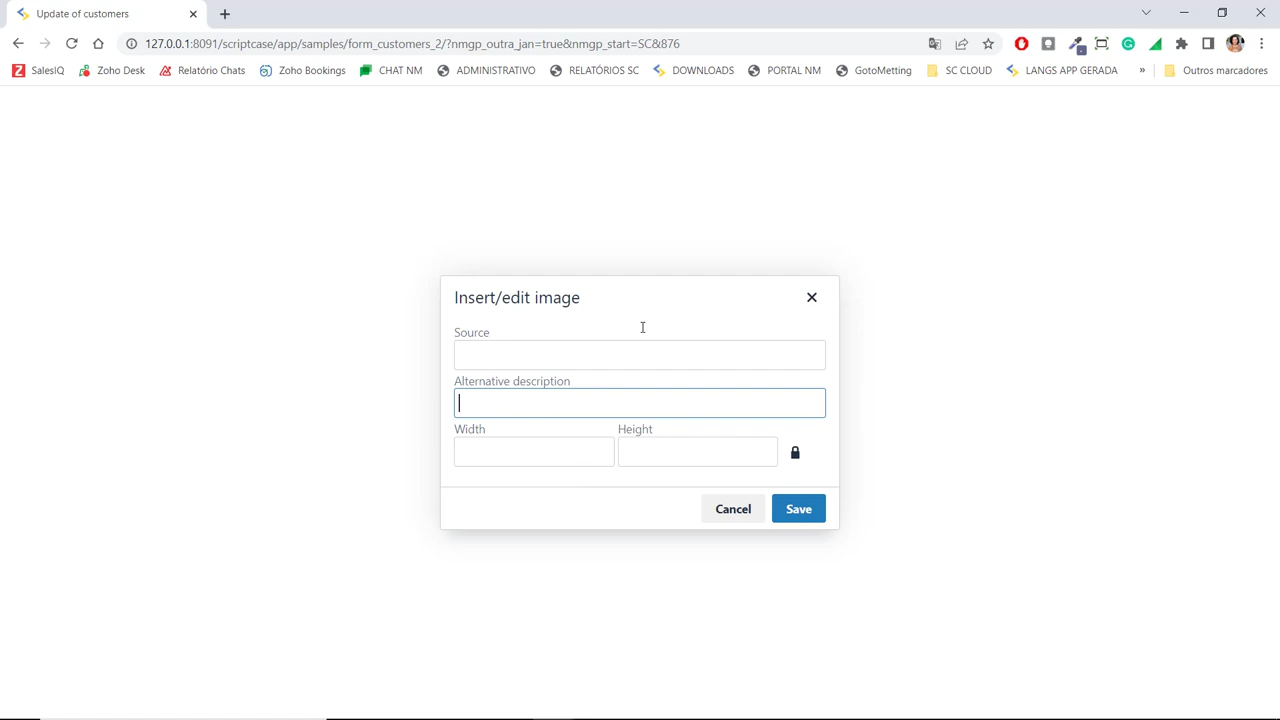 Update of customers
127.0.0.1:8091/scriptcase/app/samples/form_customers_2/?nmgp_outra_jan=true&nmgp_start=SC&876
SalesIQ Zoho Desk Relatório Chats Zoho Bookings CHAT NM ADMINISTRATIVO RELATÓRIOS SC DOWNLOADS PORTAL NM GotoMetting SC CLOUD LANGS APP GERADA » Outros marcadores
Insert/edit image
Source
Alternative description
Width Height
Cancel Save